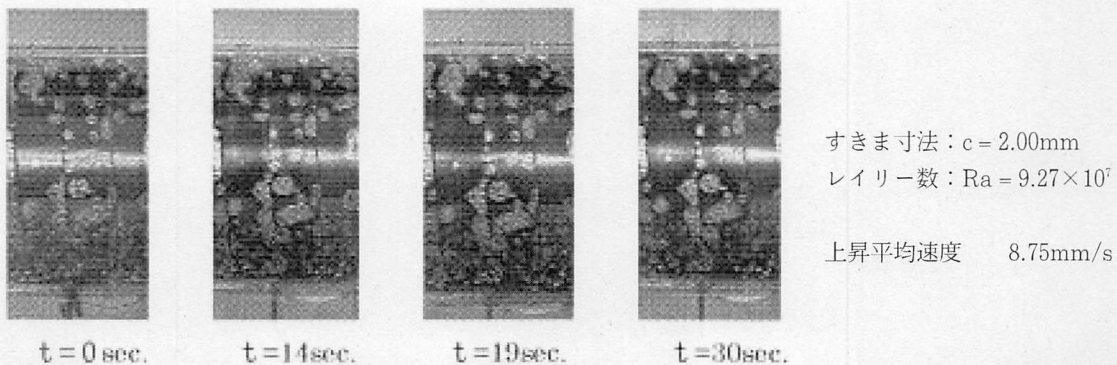 すきま寸法：c = 2.00mm
レイリー数：Ra = 9.27×10⁷
上昇平均速度　8.75mm/s
t = 0 sec.
t = 14sec.
t = 19sec.
t = 30sec.